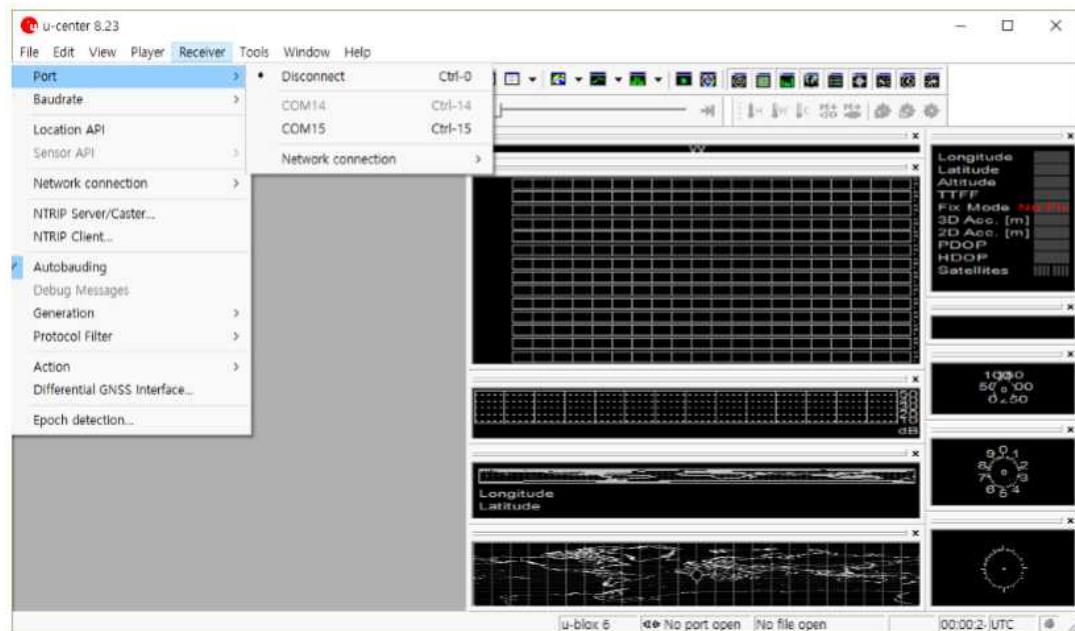 u-center 8.23
File Edit View Player Receiver Tools Window Help
Port
Baudrate
Location API
Sensor API
Network connection
NTRIP Server/Caster...
NTRIP Client...
Autobauding
Debug Messages
Generation
Protocol Filter
Action
Differential GNSS Interface...
Epoch detection...
Disconnect Ctrl-0
COM14 Ctrl-14
COM15 Ctrl-15
Network connection
Longitude
Latitude
Altitude
TTFF
Fix Mode
3D Acc. [m]
2D Acc. [m]
PDOP
HDOP
Satellites
dB
Longitude
Latitude
u-blox 6 No port open No file open 00:00:2 UTC